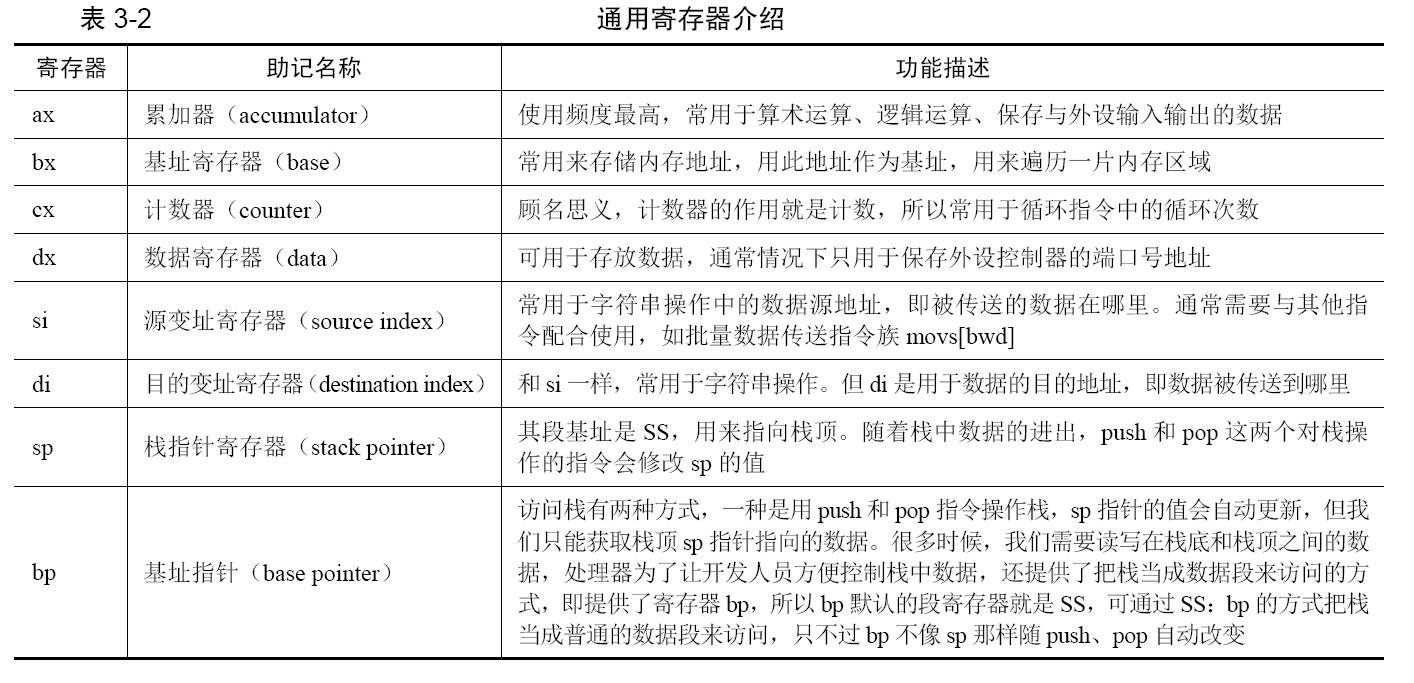 表 3-2 通用寄存器介绍
寄存器 助记名称 功能描述
ax 累加器（accumulator） 使用频度最高，常用于算术运算、逻辑运算、保存与外设输入输出的数据
bx 基址寄存器（base） 常用来存储内存地址，用此地址作为基址，用来遍历一片内存区域
cx 计数器（counter） 顾名思义，计数器的作用就是计数，所以常用于循环指令中的循环次数
dx 数据寄存器（data） 可用于存放数据，通常情况下只用于保存外设控制器的端口号地址
si 源变址寄存器（source index） 常用于字符串操作中的数据源地址，即被传送的数据在哪里。通常需要与其他指
令配合使用，如批量数据传送指令族 movs[bwd]
di 目的变址寄存器（destination index） 和 si 一样，常用于字符串操作。但 di 是用于数据的目的地址，即数据被传送到哪里
sp 栈指针寄存器（stack pointer） 其段基址是 SS，用来指向栈顶。随着栈中数据的进出，push 和 pop 这两个对栈操
作的指令会修改 sp 的值
bp 基址指针（base pointer） 访问栈有两种方式，一种是用 push 和 pop 指令操作栈，sp 指针的值会自动更新，但我
们只能获取栈顶 sp 指针指向的数据。很多时候，我们需要读写在栈底和栈顶之间的数
据，处理器为了让开发人员方便控制栈中数据，还提供了把栈当成数据段来访问的方
式，即提供了寄存器 bp，所以 bp 默认的段寄存器就是 SS，可通过 SS：bp 的方式把栈
当成普通的数据段来访问，只不过 bp 不像 sp 那样随 push、pop 自动改变